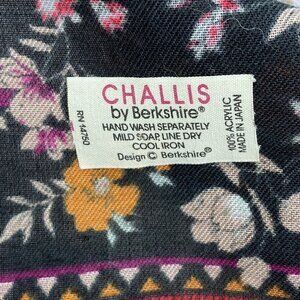 CHALLIS
by Berkshire®
HAND WASH SEPARATELY
MILD SOAP, LINE DRY
COOL IRON
Design © Berkshire®
RN 14750
100% ACRYLIC
MADE IN JAPAN